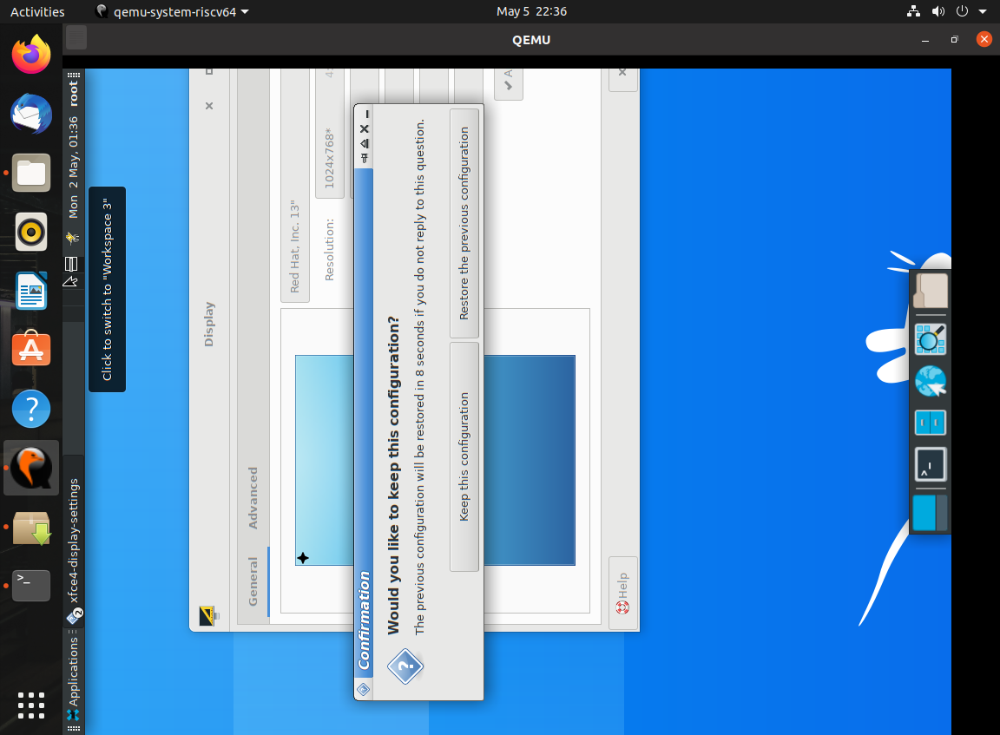 Activities
qemu-system-riscv64
May 5 22:36
QEMU
Applications
2
xfce4-display-settings
Mon 2 May, 01:36
root
Click to switch to "Workspace 3"
Display
General
Advanced
Red Hat, Inc. 13"
Resolution:
1024x768*
Help
Confirmation
Would you like to keep this configuration?
The previous configuration will be restored in 8 seconds if you do not reply to this question.
Keep this configuration
Restore the previous configuration